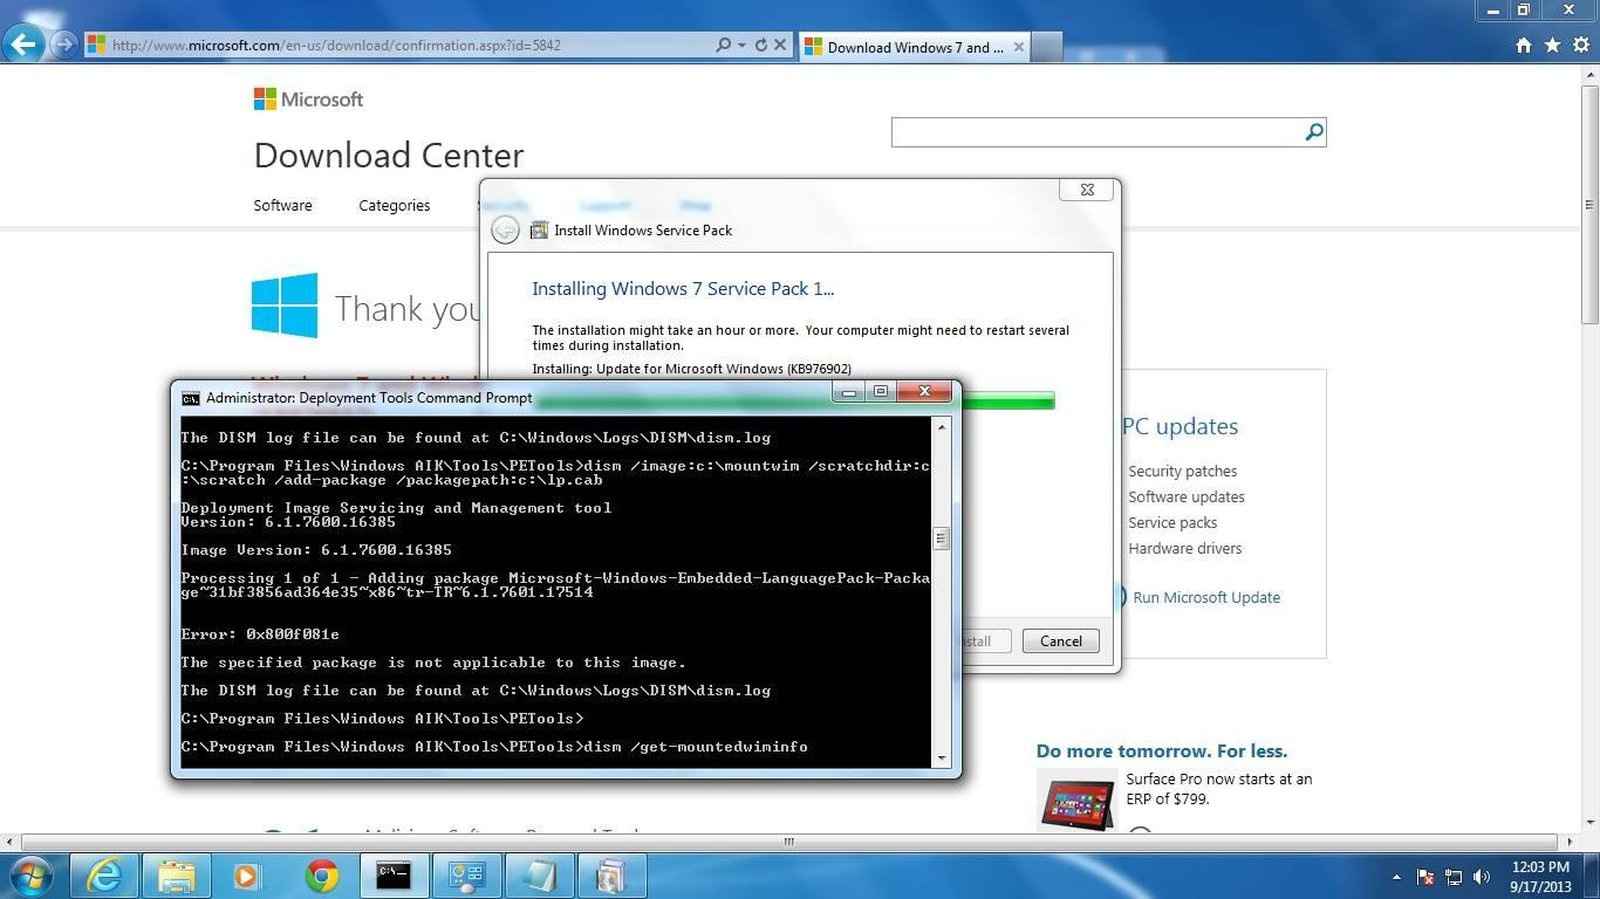 http://www.microsoft.com/en-us/download/confirmation.aspx?id=5842
Download Windows 7 and ...
Microsoft
Download Center
Software
Categories
Install Windows Service Pack
Thank you
Installing Windows 7 Service Pack 1...
The installation might take an hour or more. Your computer might need to restart several
times during installation.
Installing: Update for Microsoft Windows (KB976902)
Administrator: Deployment Tools Command Prompt
The DISM log file can be found at C:\Windows\Logs\DISM\dism.log
C:\Program Files\Windows AIK\Tools\PETools>dism /image:c:\mountwim /scratchdir:c
:\scratch /add-package /packagepath:c:\lp.cab
Deployment Image Servicing and Management tool
Version: 6.1.7600.16385
Image Version: 6.1.7600.16385
Processing 1 of 1 - Adding package Microsoft-Windows-Embedded-LanguagePack-Packa
ge~31bf3856ad364e35~x86~tr-TR~6.1.7601.17514
Error: 0x800f081e
The specified package is not applicable to this image.
The DISM log file can be found at C:\Windows\Logs\DISM\dism.log
C:\Program Files\Windows AIK\Tools\PETools>
C:\Program Files\Windows AIK\Tools\PETools>dism /get-mountedwiminfo
Cancel
PC updates
Security patches
Software updates
Service packs
Hardware drivers
Run Microsoft Update
Do more tomorrow. For less.
Surface Pro now starts at an
ERP of $799.
C:\_
12:03 PM
9/17/2013